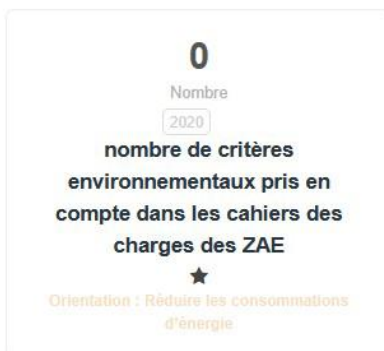 0
Nombre
2020
nombre de critères
environnementaux pris en
compte dans les cahiers des
charges des ZAE
Orientation : Réduire les consommations
d'énergie